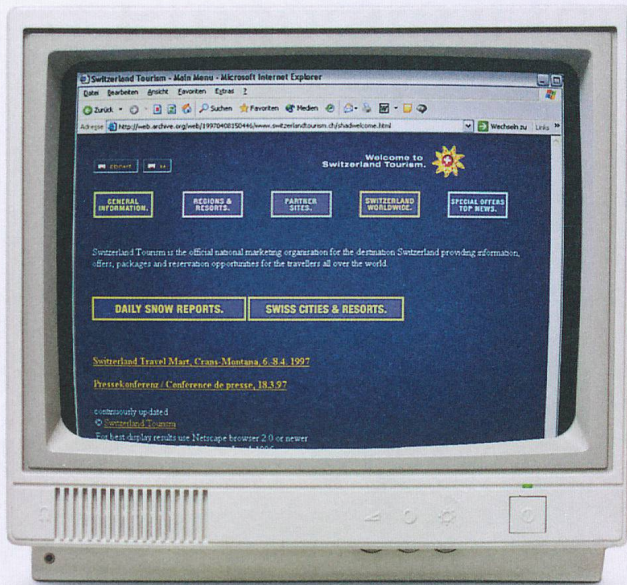 Switzerland Tourism - Main Menu - Microsoft Internet Explorer
Datei Bearbeiten Ansicht Favoriten Extras ?
Zurück Suchen Favoriten Medien
Adresse http://web.archive.org/web/19970408150446/www.switzerlandtourism.ch/shadwelcome.html Wechseln zu Links »
Welcome to
Switzerland Tourism.
GENERAL
INFORMATION.
REGIONS &
RESORTS.
PARTNER
SITES.
SWITZERLAND
WORLDWIDE.
SPECIAL OFFERS
TOP NEWS.
Switzerland Tourism is the official national marketing organisation for the destination Switzerland providing information,
offers, packages and reservation opportunities for the travellers all over the world.
DAILY SNOW REPORTS.
SWISS CITIES & RESORTS.
Switzerland Travel Mart, Crans-Montana, 6.-8.4. 1997
Pressekonferenz / Conférence de presse, 18.3.97
continuously updated
© Switzerland Tourism
For best display results use Netscape browser 2.0 or newer